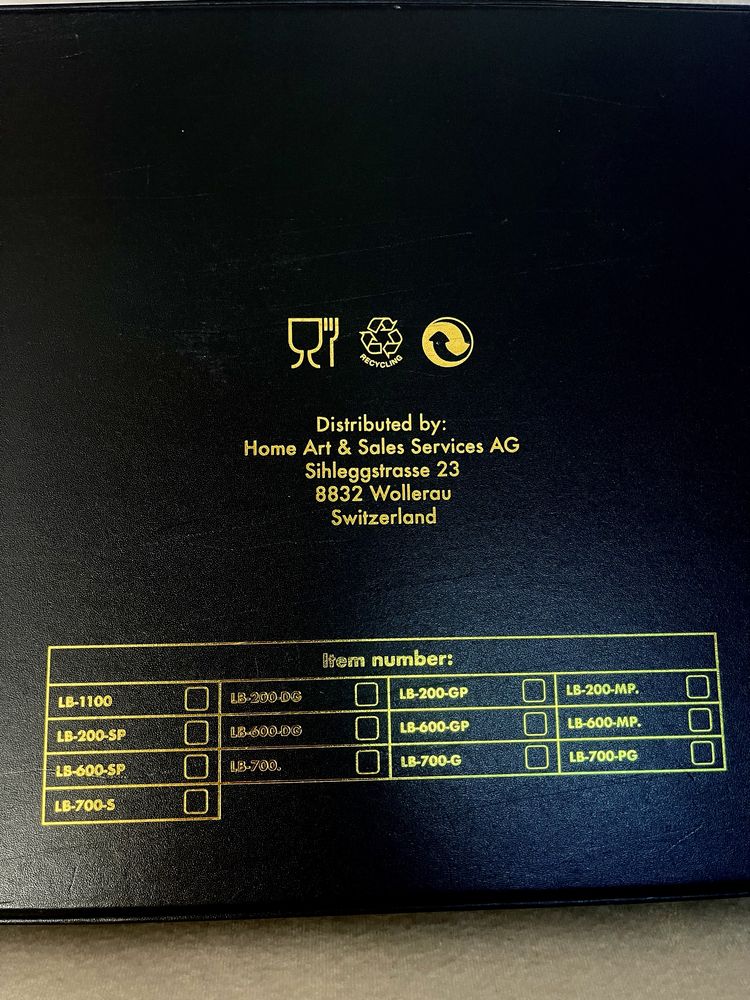 RECYCLING
Distributed by:
Home Art & Sales Services AG
Sihleggstrasse 23
8832 Wollerau
Switzerland
Item number:
LB-1100 LB-200-DG LB-200-GP LB-200-MP.
LB-200-SP LB-600-DG LB-600-GP LB-600-MP.
LB-600-SP LB-700. LB-700-G LB-700-PG
LB-700-S